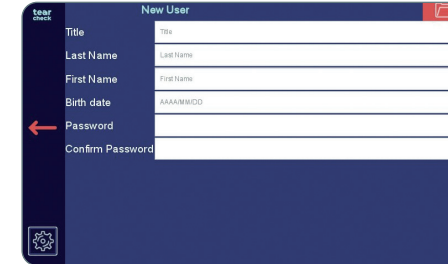 tear
check
New User
Title
Title
Last Name
Last Name
First Name
First Name
Birth date
AAAA/MM/DD
Password
Confirm Password